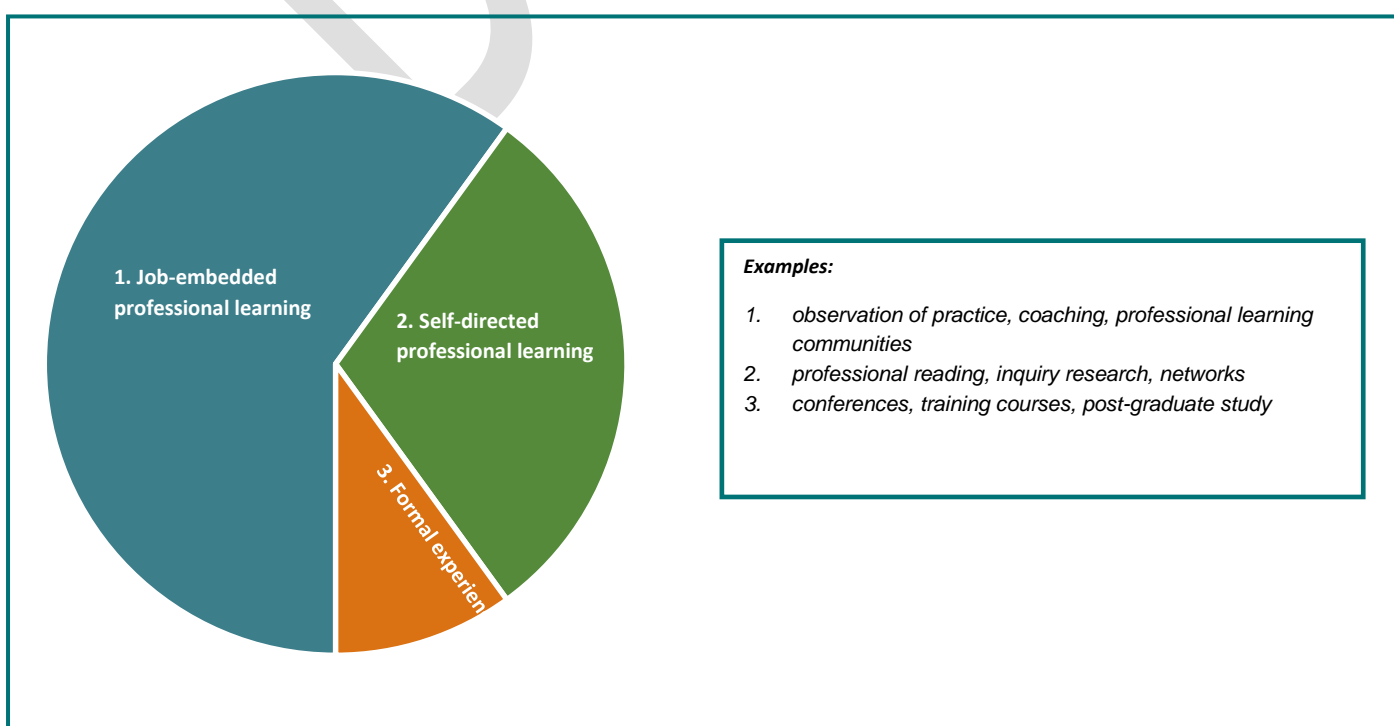 1. Job-embedded
professional learning
2. Self-directed
professional learning
3. Formal experien
Examples:
1. observation of practice, coaching, professional learning
communities
2. professional reading, inquiry research, networks
3. conferences, training courses, post-graduate study